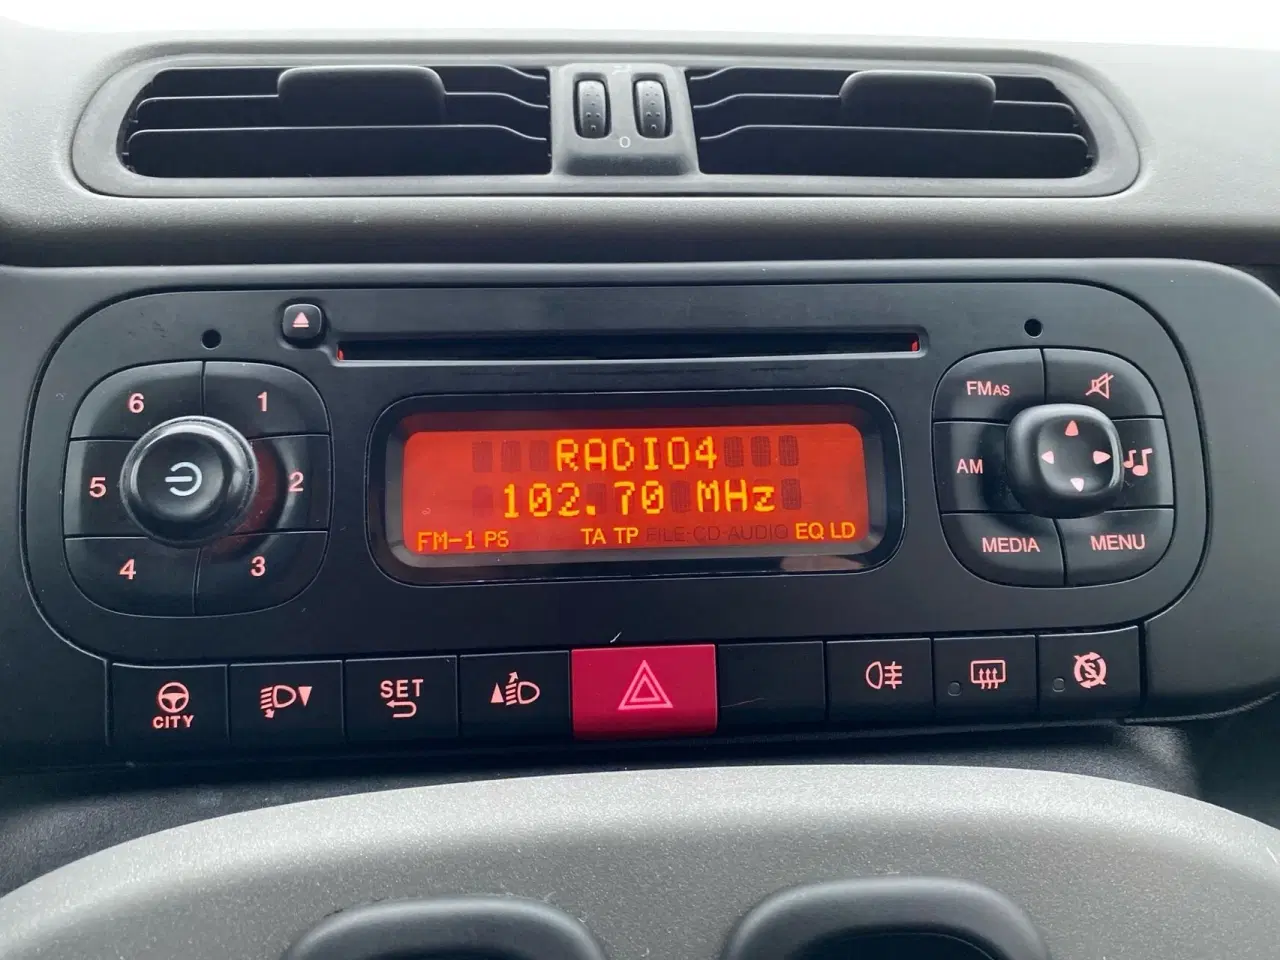 O
6
1
5
2
4
3
RADIO4
102.70 MHz
FM-1 PS TA TP FILE-CD-AUDIO EQ LD
FMAS
AM
MEDIA
MENU
CITY
SET
S